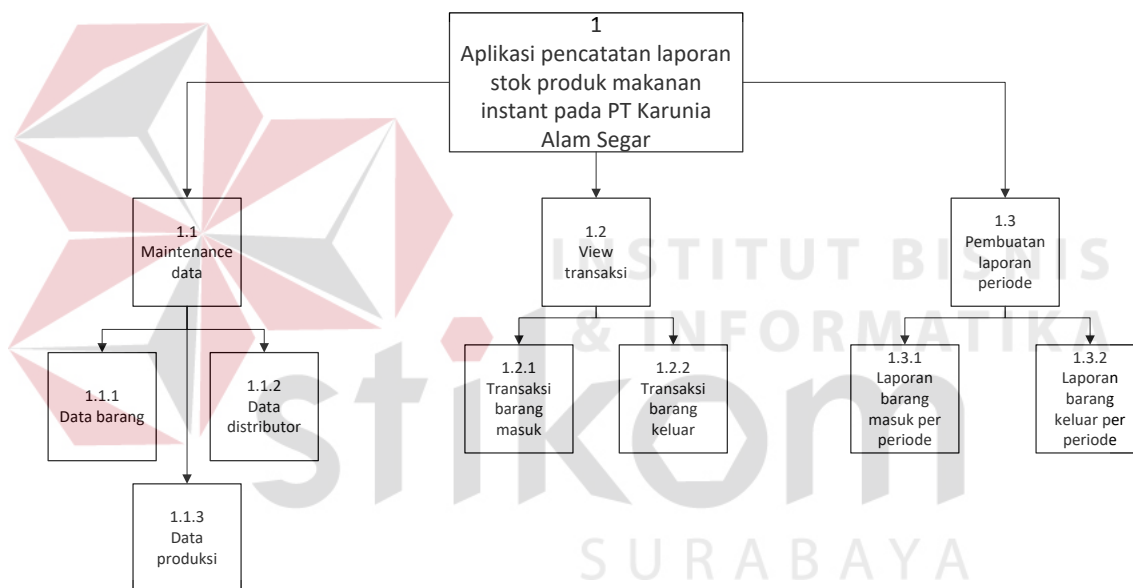 1
Aplikasi pencatatan laporan
stok produk makanan
instant pada PT Karunia
Alam Segar
1.1
Maintenance
data
1.2
View
transaksi
1.3
Pembuatan
laporan
periode
INSTITUT BISNIS
& INFORMATIKA
stikom
SURABAYA
1.1.1
Data barang
1.1.2
Data
distributor
1.2.1
Transaksi
barang
masuk
1.2.2
Transaksi
barang
keluar
1.3.1
Laporan
barang
masuk per
periode
1.3.2
Laporan
barang
keluar per
periode
1.1.3
Data
produksi